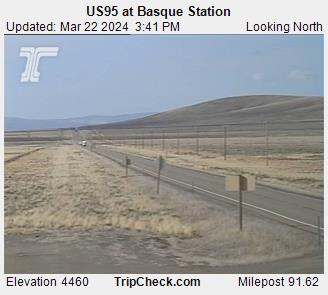 US95 at Basque Station
Updated: Mar 22 2024 3:41 PM Looking North
Elevation 4460 TripCheck.com Milepost 91.62